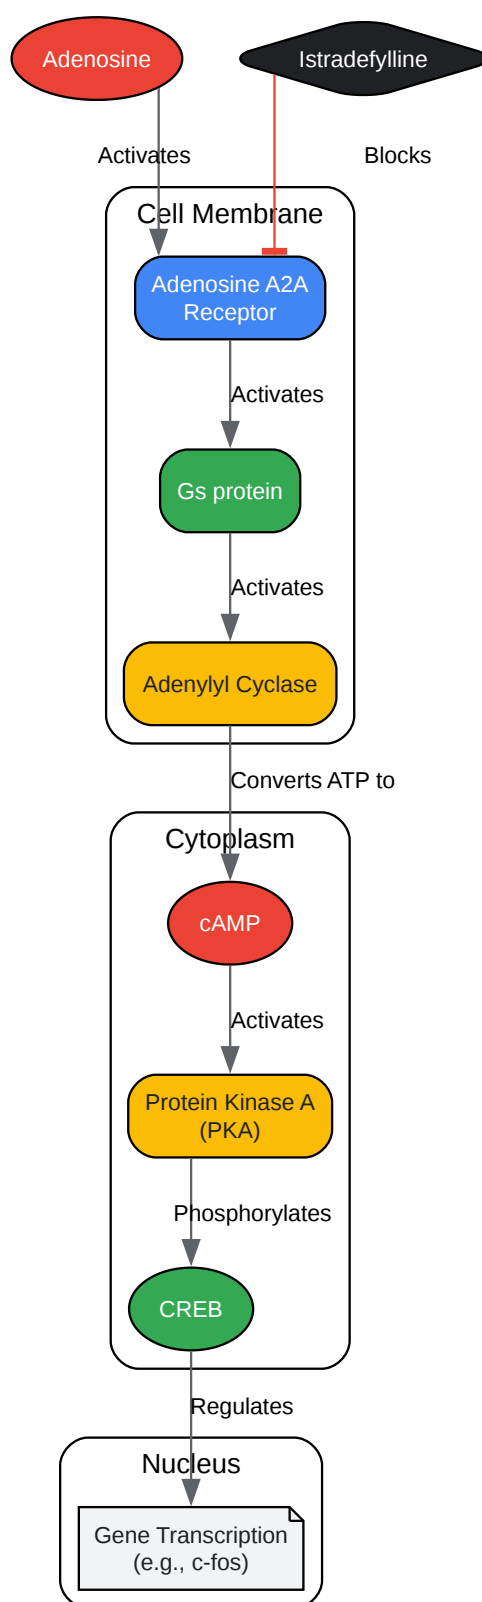 Adenosine
Istradefylline
Activates
Blocks
Cell Membrane
Adenosine A2A
Receptor
Activates
Gs protein
Activates
Adenylyl Cyclase
Converts ATP to
Cytoplasm
cAMP
Activates
Protein Kinase A
(PKA)
Phosphorylates
CREB
Regulates
Nucleus
Gene Transcription
(e.g., c-fos)